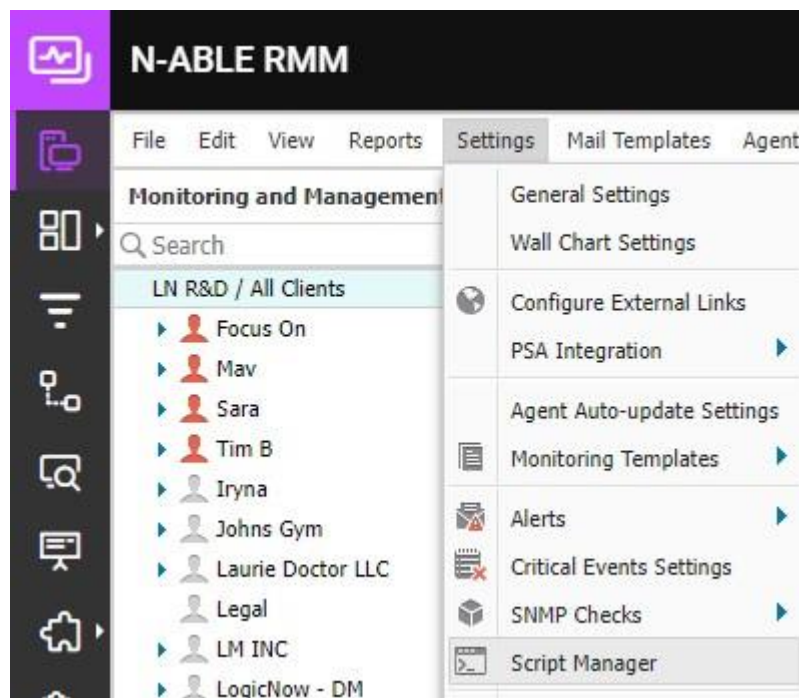 N-ABLE RMM
File Edit View Reports Settings Mail Templates Agent
Monitoring and Management
Search
LN R&D / All Clients
Focus On
Mav
Sara
Tim B
Iryna
Johns Gym
Laurie Doctor LLC
Legal
LM INC
LogicNow - DM
General Settings
Wall Chart Settings
Configure External Links
PSA Integration
Agent Auto-update Settings
Monitoring Templates
Alerts
Critical Events Settings
SNMP Checks
Script Manager